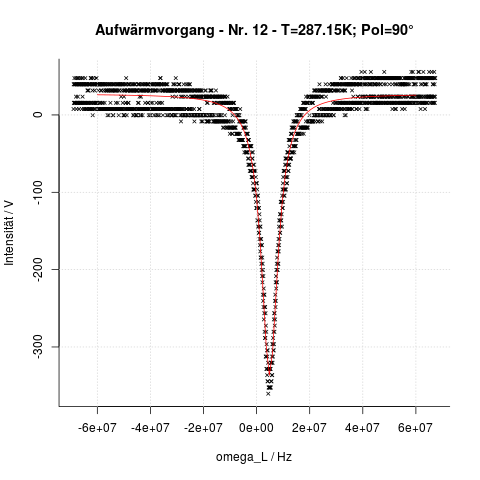 Aufwärmvorgang - Nr. 12 - T=287.15K; Pol=90°
Intensität / V
0
-100
-200
-300
-6e+07 -4e+07 -2e+07 0e+00 2e+07 4e+07 6e+07
omega_L / Hz